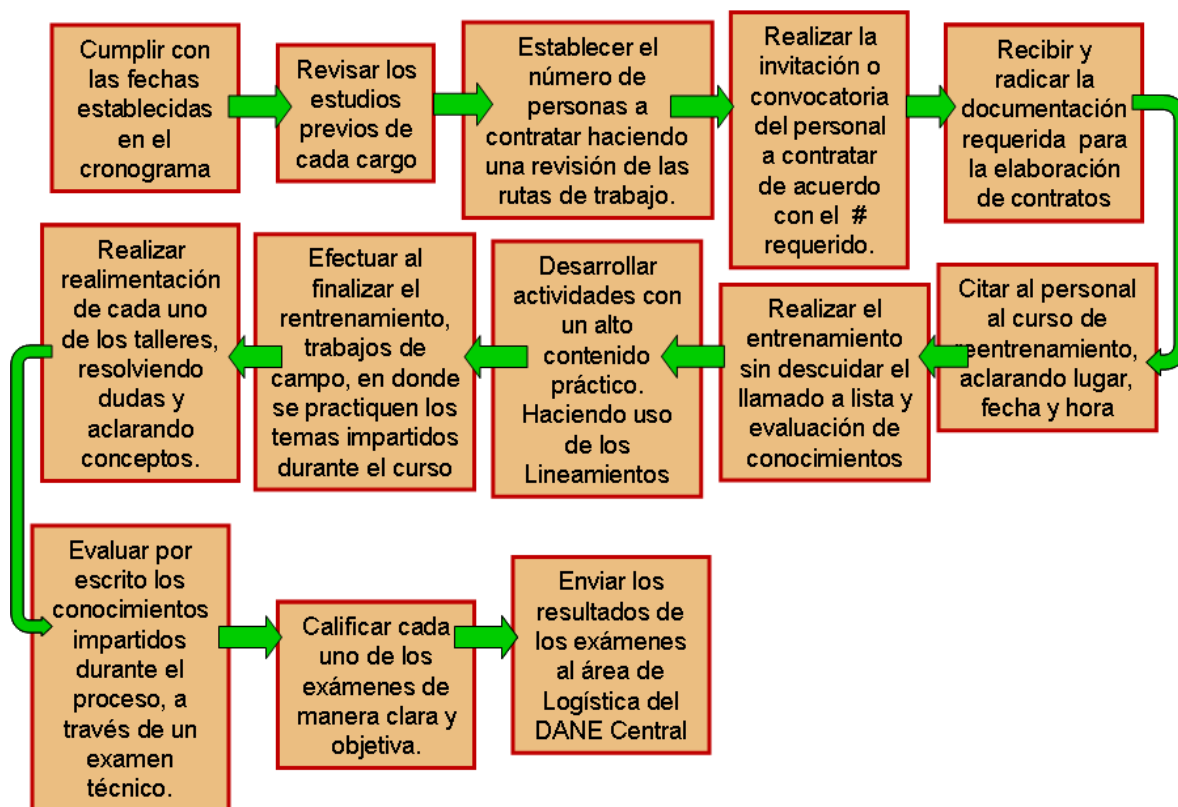 Cumplir con
las fechas
establecidas
en el
cronograma
Revisar los
estudios
previos de
cada cargo
Establecer el
número de
personas a
contratar haciendo
una revisión de las
rutas de trabajo.
Realizar la
invitación o
convocatoria
del personal
a contratar
de acuerdo
con el #
requerido.
Recibir y
radicar la
documentación
requerida para
la elaboración
de contratos
Citar al personal
al curso de
reentrenamiento,
aclarando lugar,
fecha y hora
Realizar el
entrenamiento
sin descuidar el
llamado a lista y
evaluación de
conocimientos
Desarrollar
actividades con
un alto
contenido
práctico.
Haciendo uso
de los
Lineamientos
Efectuar al
finalizar el
rentrenamiento,
trabajos de
campo, en donde
se practiquen los
temas impartidos
durante el curso
Realizar
realimentación
de cada uno
de los talleres,
resolviendo
dudas y
aclarando
conceptos.
Evaluar por
escrito los
conocimientos
impartidos
durante el
proceso, a
través de un
examen
técnico.
Calificar cada
uno de los
exámenes de
manera clara y
objetiva.
Enviar los
resultados de
los exámenes
al área de
Logística del
DANE Central